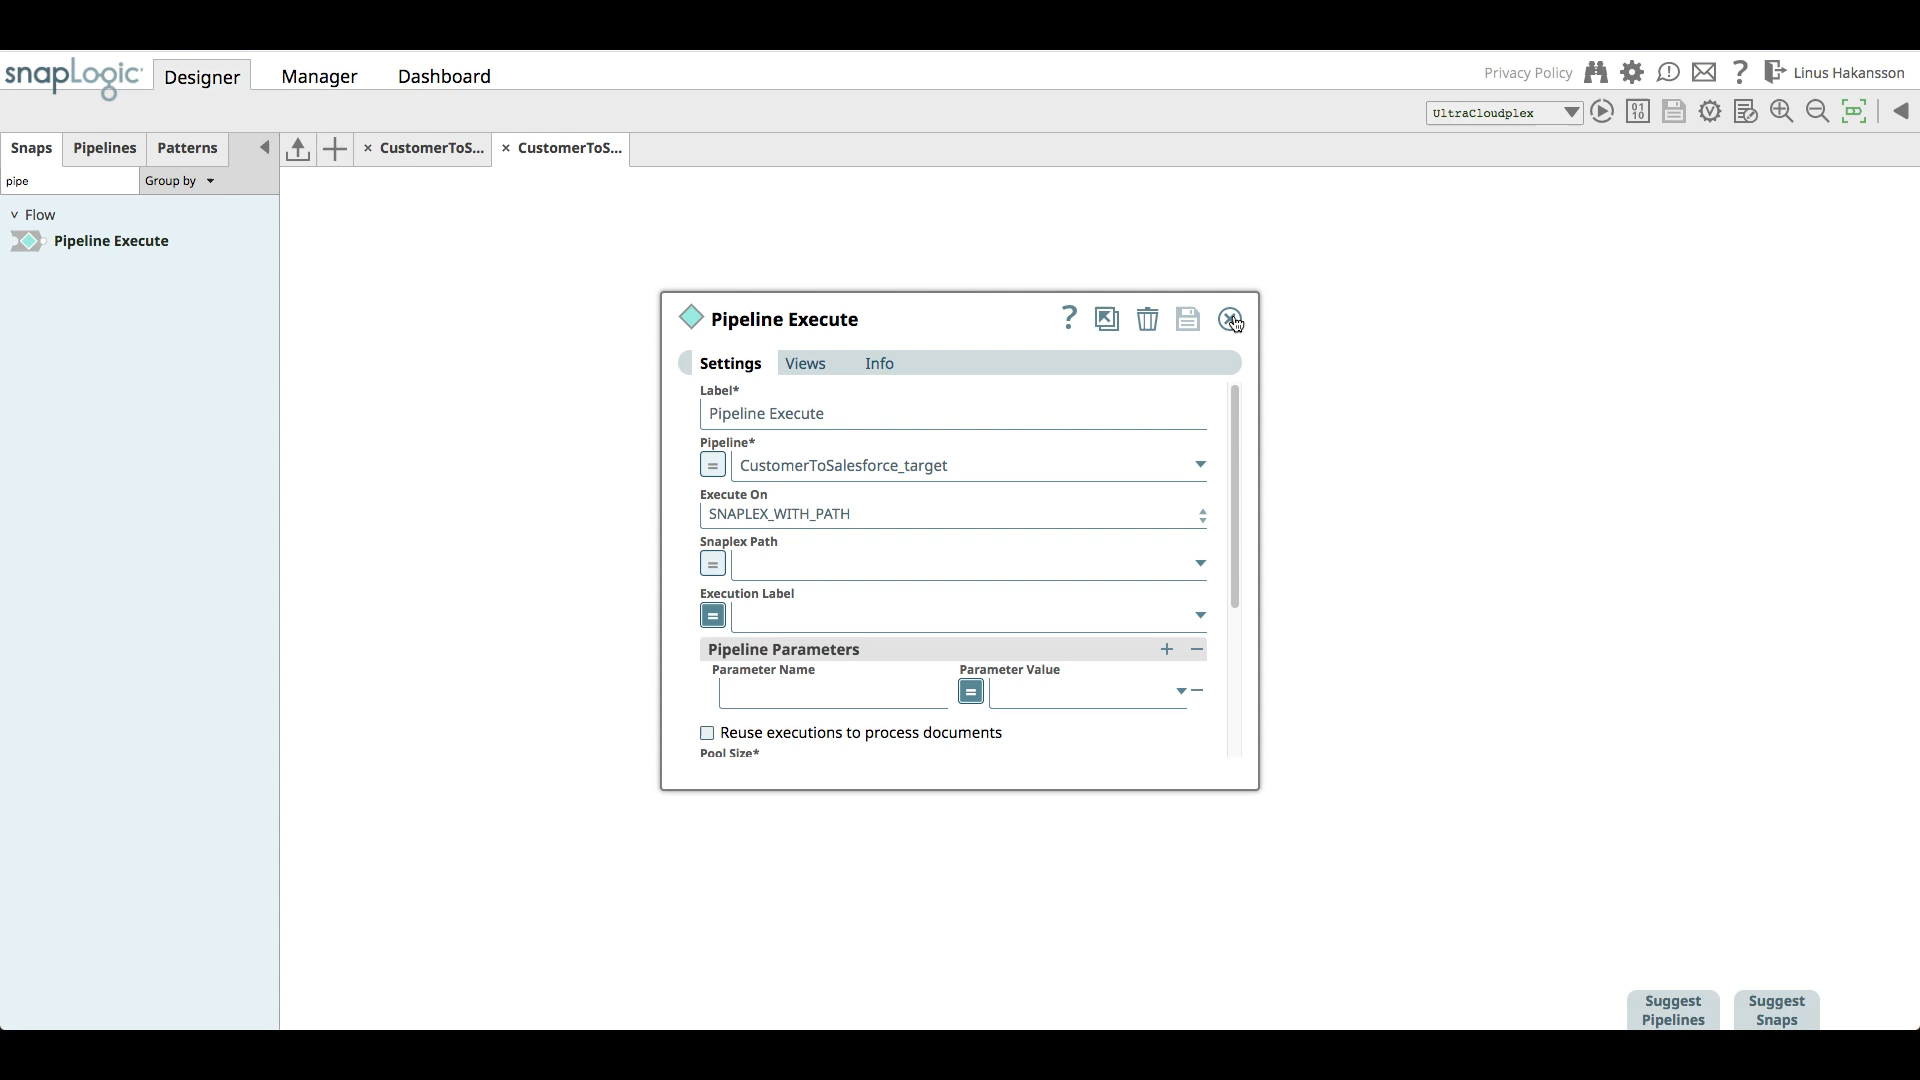 snapLogic
Designer
Manager
Dashboard
Privacy Policy
Linus Hakansson
UltraCloudplex
Snaps
Pipelines
Patterns
CustomerToS...
CustomerToS...
pipe
Group by
Flow
Pipeline Execute
Pipeline Execute
Settings
Views
Info
Label*
Pipeline Execute
Pipeline*
= CustomerToSalesforce_target
Execute On
SNAPLEX_WITH_PATH
Snaplex Path
=
Execution Label
=
Pipeline Parameters
Parameter Name
Parameter Value
=
Reuse executions to process documents
Pool Size*
Suggest
Pipelines
Suggest
Snaps